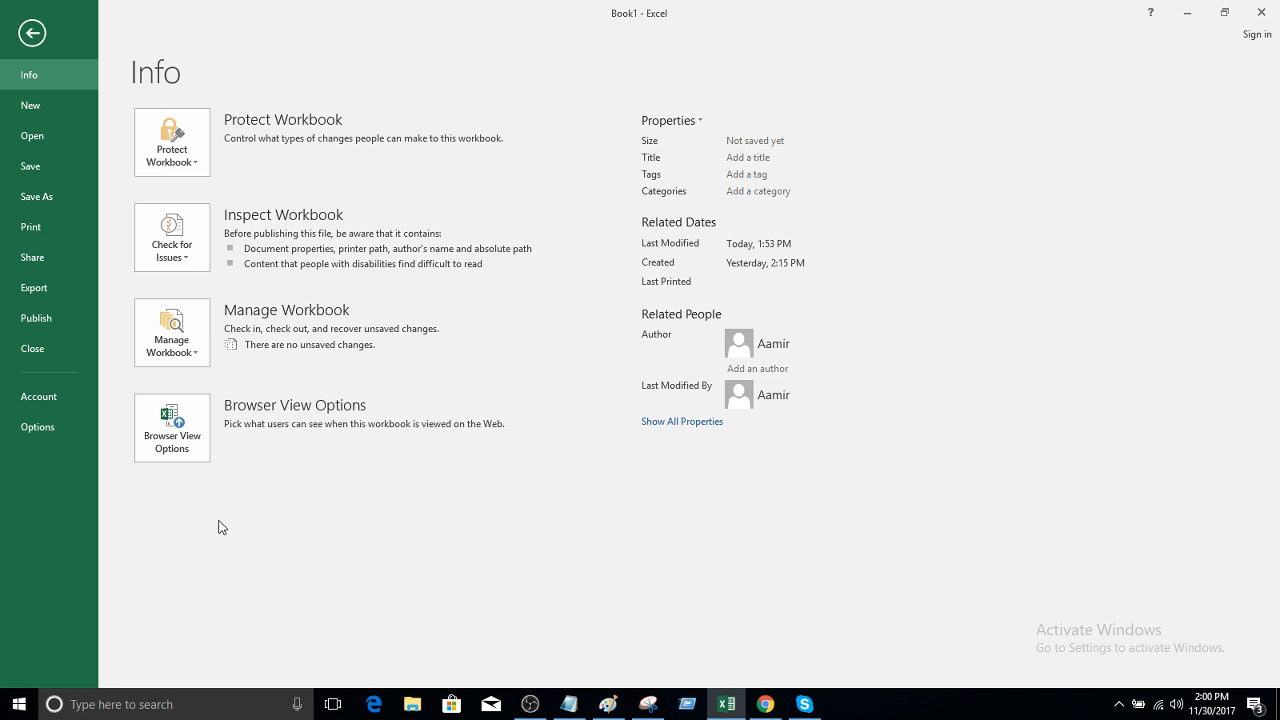 Book1 - Excel
?
Sign in
Info
New
Open
Save
Save As
Print
Share
Export
Publish
Close
Account
Options
Info
Protect Workbook
Protect Workbook
Control what types of changes people can make to this workbook.
Check for Issues
Inspect Workbook
Before publishing this file, be aware that it contains:
Document properties, printer path, author's name and absolute path
Content that people with disabilities find difficult to read
Manage Workbook
Manage Workbook
Check in, check out, and recover unsaved changes.
There are no unsaved changes.
Browser View Options
Browser View Options
Pick what users can see when this workbook is viewed on the Web.
Properties
Size Not saved yet
Title Add a title
Tags Add a tag
Categories Add a category
Related Dates
Last Modified Today, 1:53 PM
Created Yesterday, 2:15 PM
Last Printed
Related People
Author Aamir
Add an author
Last Modified By Aamir
Show All Properties
Activate Windows
Go to Settings to activate Windows.
Type here to search
2:00 PM
11/30/2017
3